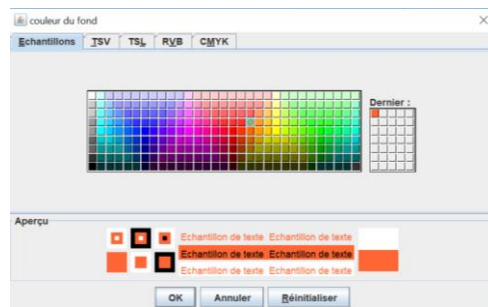 couleur du fond
Echantillons TSV TSL RVB CMYK
Dernier :
Aperçu
Echantillon de texte Echantillon de texte
Echantillon de texte Echantillon de texte
Echantillon de texte Echantillon de texte
OK Annuler Réinitialiser